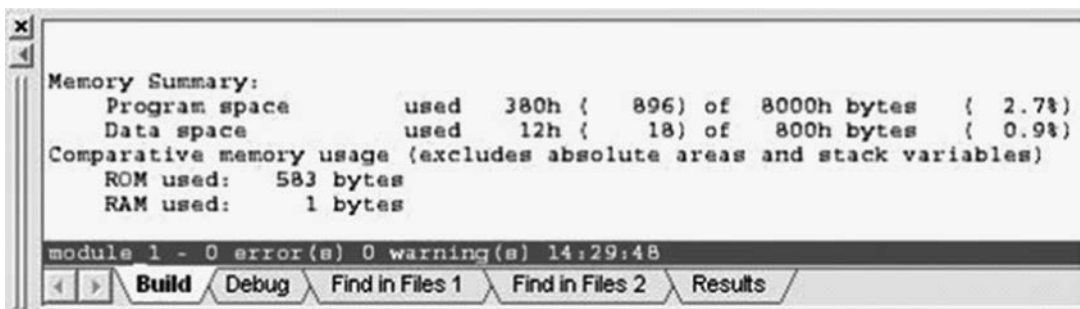 Memory Summary:
Program space used 380h ( 896) of 8000h bytes ( 2.7%)
Data space used 12h ( 18) of 800h bytes ( 0.9%)
Comparative memory usage (excludes absolute areas and stack variables)
ROM used: 583 bytes
RAM used: 1 bytes
module_1 - 0 error(s) 0 warning(s) 14:29:48
Build Debug Find in Files 1 Find in Files 2 Results